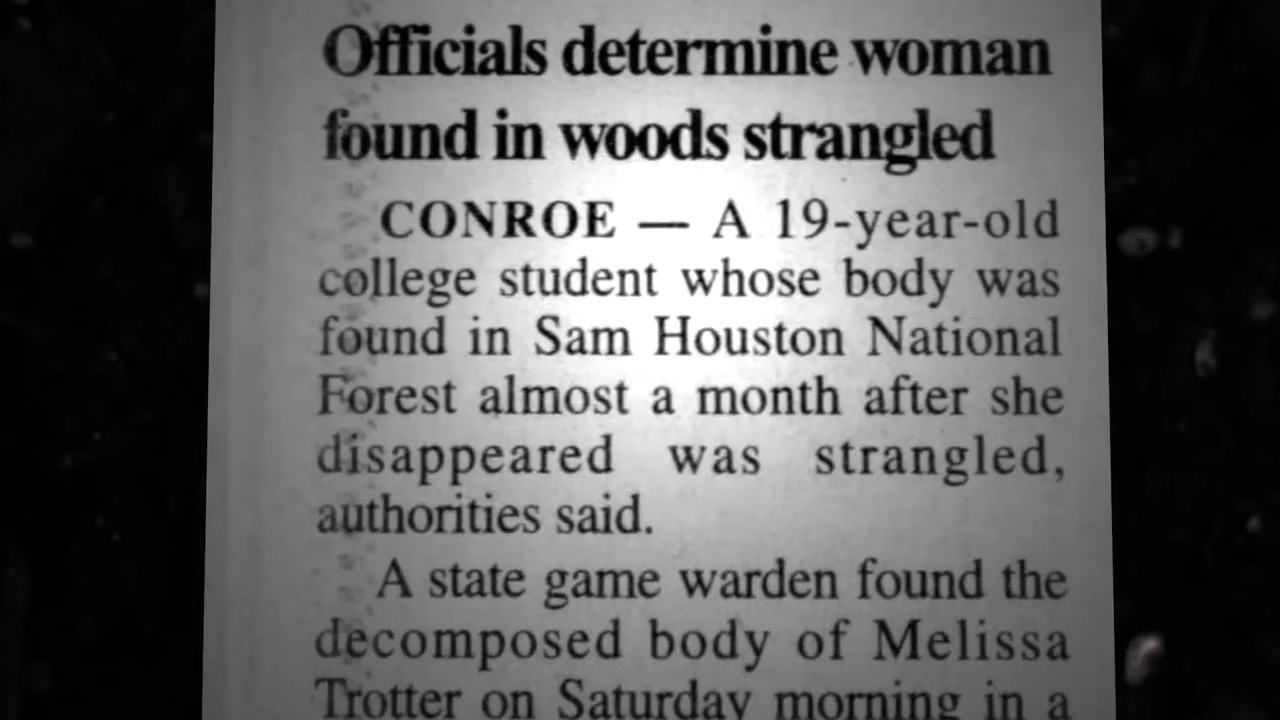 Officials determine woman
found in woods strangled
CONROE — A 19-year-old
college student whose body was
found in Sam Houston National
Forest almost a month after she
disappeared was strangled,
authorities said.
A state game warden found the
decomposed body of Melissa
Trotter on Saturday morning in a